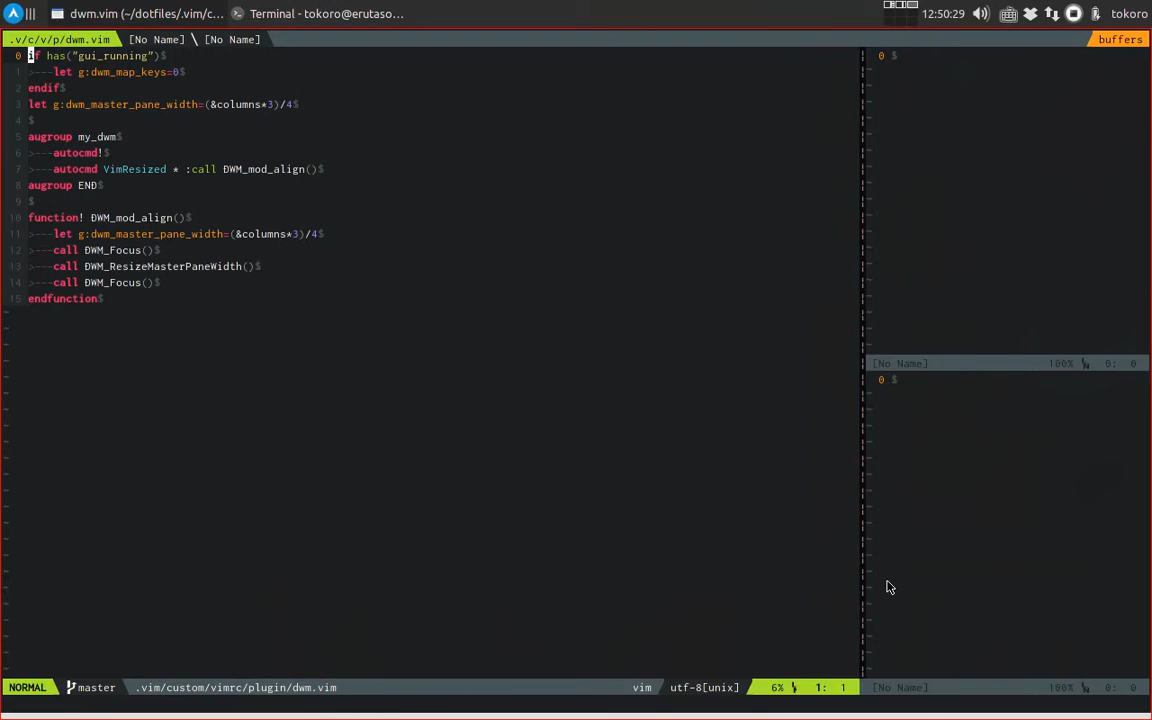 dwm.vim (~/dotfiles/.vim/c... Terminal - tokoro@erutaso... 12:50:29 tokoro
.v/c/v/p/dwm.vim [No Name] \ [No Name] buffers
0 if has("gui_running")$
1 >---let g:dwm_map_keys=0$
2 endif$
3 let g:dwm_master_pane_width=(&columns*3)/4$
4 $
5 augroup my_dwm$
6 >---autocmd!$
7 >---autocmd VimResized * :call DWM_mod_align()$
8 augroup END$
9 $
10 function! DWM_mod_align()$
11 >---let g:dwm_master_pane_width=(&columns*3)/4$
12 >---call DWM_Focus()$
13 >---call DWM_ResizeMasterPaneWidth()$
14 >---call DWM_Focus()$
15 endfunction$
NORMAL master .vim/custom/vimrc/plugin/dwm.vim vim utf-8[unix] 6% 1: 1
0 $
[No Name] 100% 0: 0
0 $
[No Name] 100% 0: 0